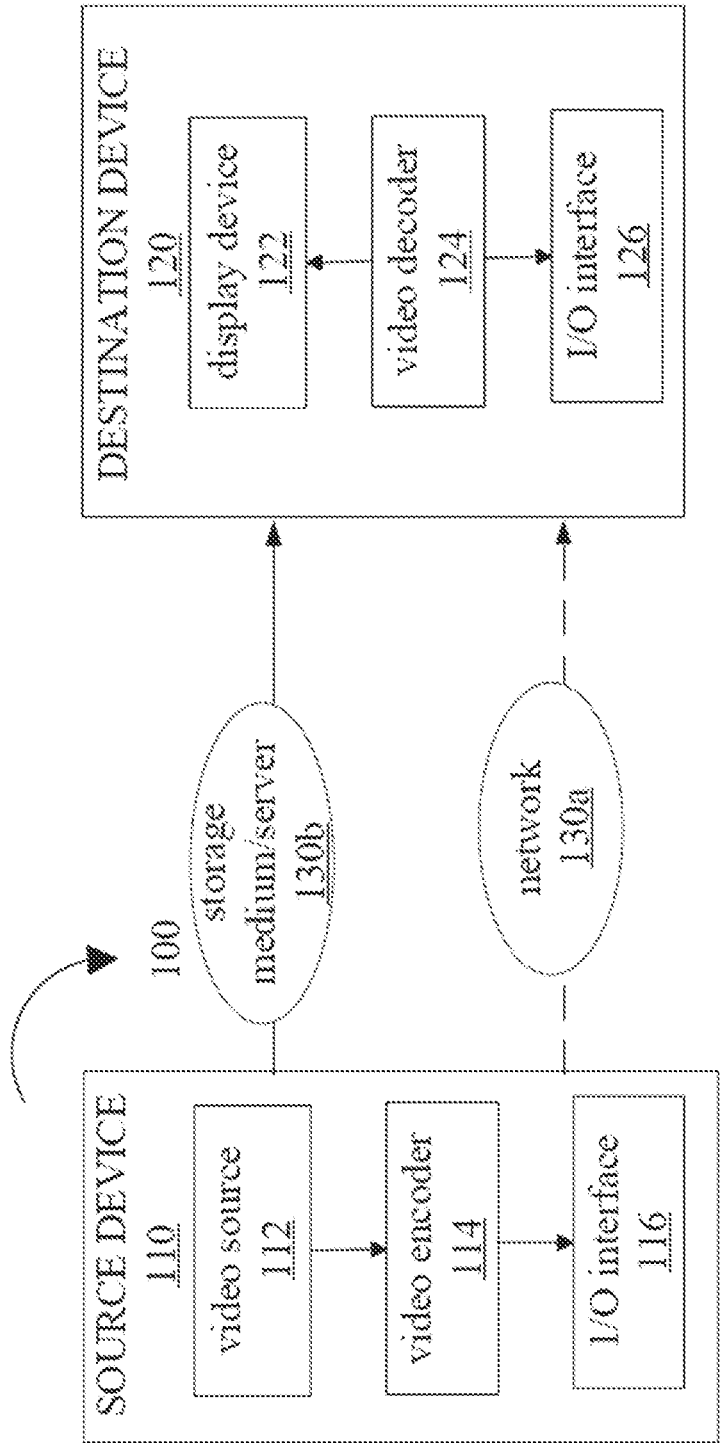 100
SOURCE DEVICE
110
video source
112
video encoder
114
I/O interface
116
storage
medium/server
130b
network
130a
DESTINATION DEVICE
120
display device
122
video decoder
124
I/O interface
126